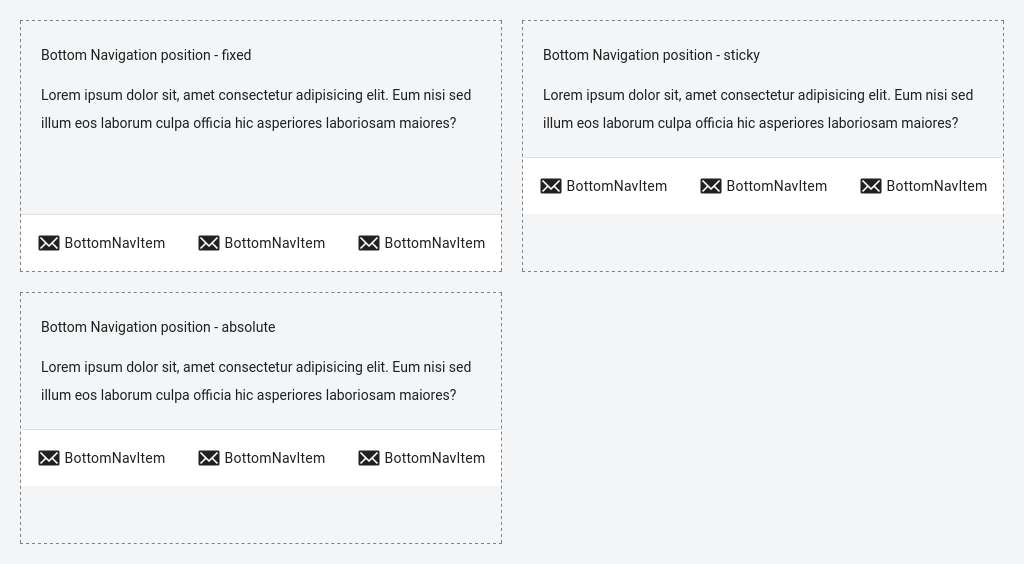 Bottom Navigation position - fixed
Lorem ipsum dolor sit, amet consectetur adipisicing elit. Eum nisi sed
illum eos laborum culpa officia hic asperiores laboriosam maiores?
BottomNavItem BottomNavItem BottomNavItem
Bottom Navigation position - sticky
Lorem ipsum dolor sit, amet consectetur adipisicing elit. Eum nisi sed
illum eos laborum culpa officia hic asperiores laboriosam maiores?
BottomNavItem BottomNavItem BottomNavItem
Bottom Navigation position - absolute
Lorem ipsum dolor sit, amet consectetur adipisicing elit. Eum nisi sed
illum eos laborum culpa officia hic asperiores laboriosam maiores?
BottomNavItem BottomNavItem BottomNavItem